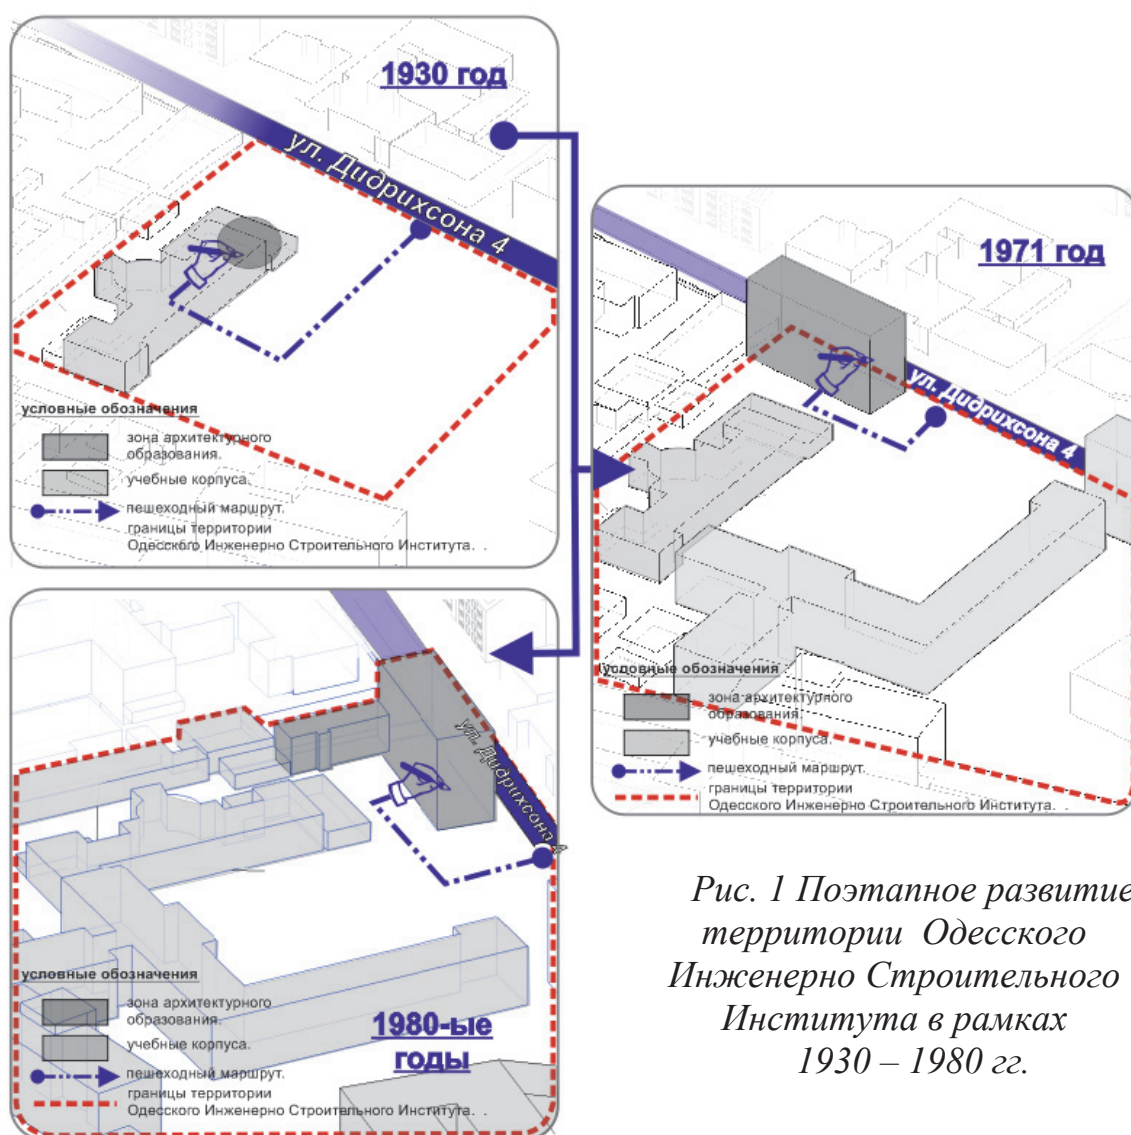 1930 год
ул. Дидрихсона 4
условные обозначения
зона архитектурного
образования.
учебные корпуса.
пешеходный маршрут.
границы территории
Одесского Инженерно Строительного Института. .
1971 год
ул. Дидрихсона 4
условные обозначения
зона архитектурного
образования.
учебные корпуса.
пешеходный маршрут.
границы территории
Одесского Инженерно Строительного Института. .
ул. Дидрихсона
условные обозначения
зона архитектурного
образования.
учебные корпуса.
пешеходный маршрут.
границы территории
Одесского Инженерно Строительного Института. .
1980-ые
годы
Рис. 1 Поэтапное развитие
территории Одесского
Инженерно Строительного
Института в рамках
1930 – 1980 гг.